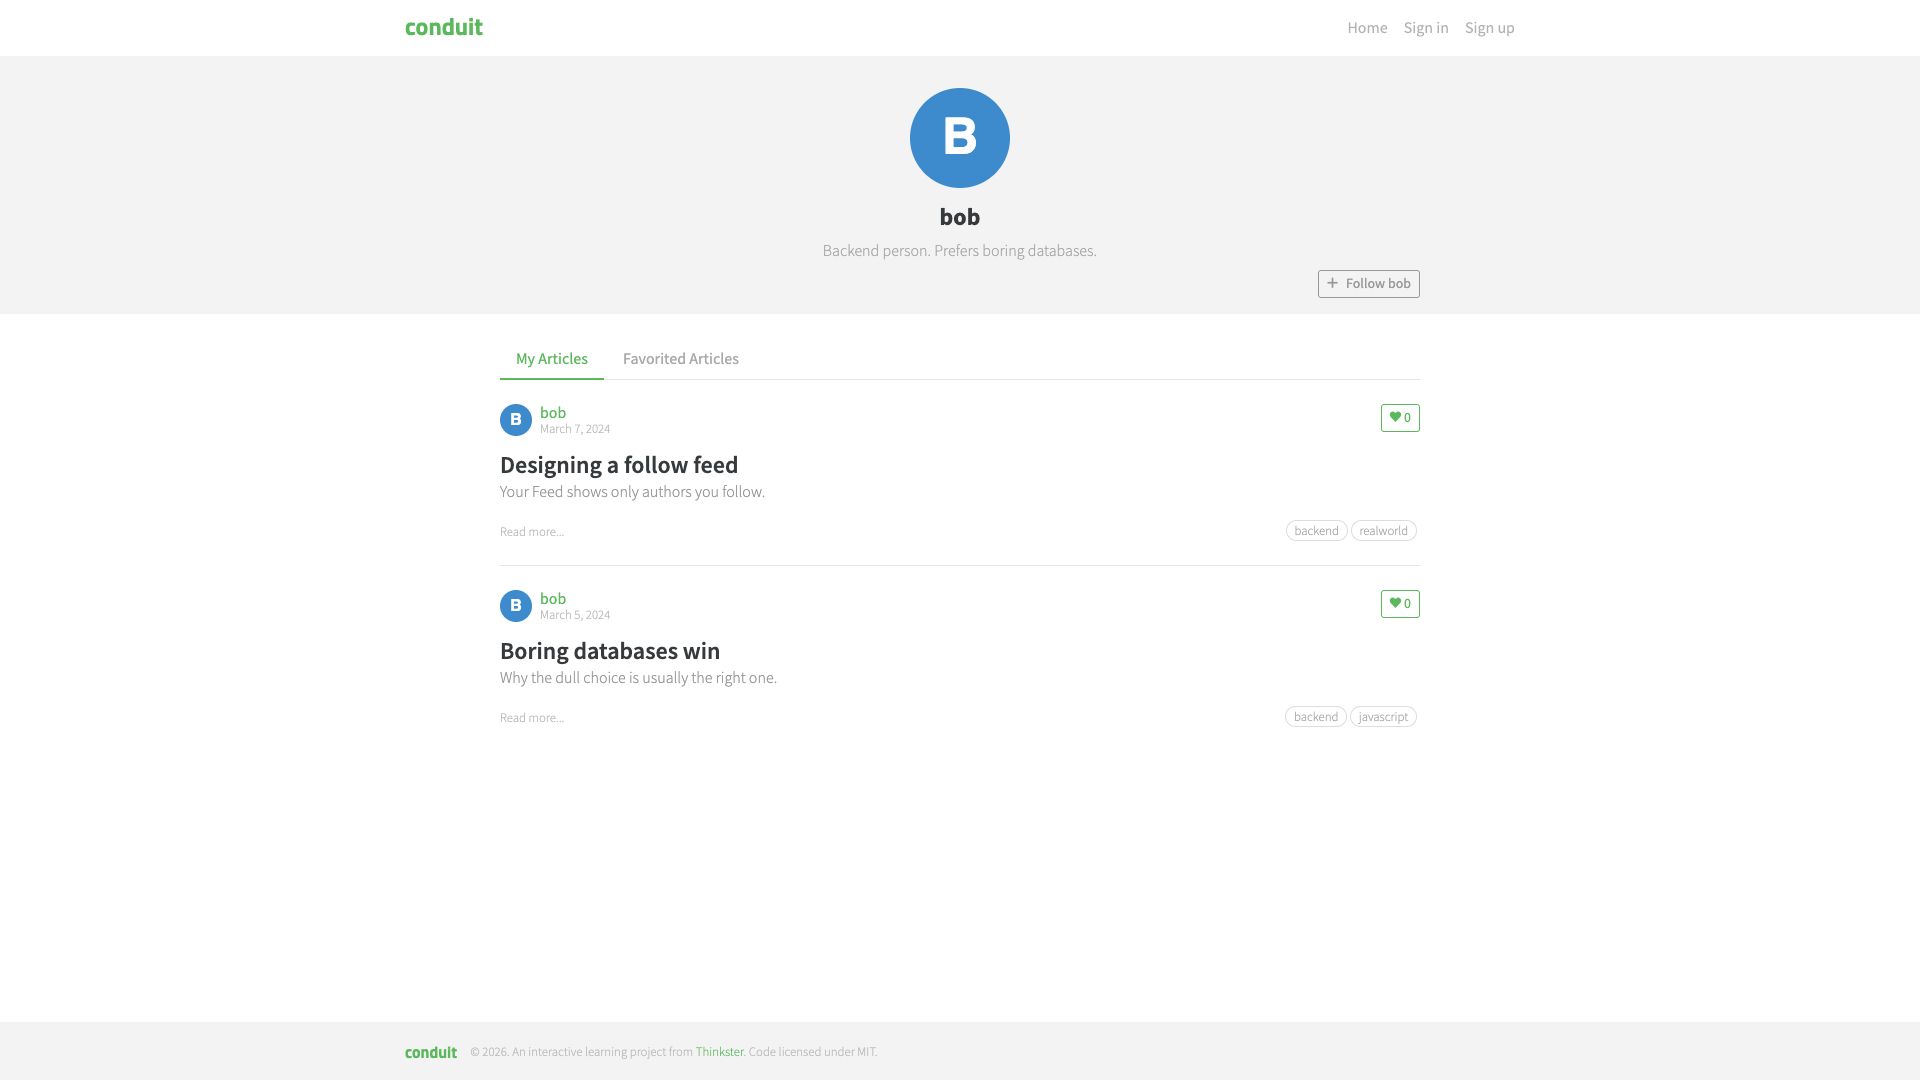 conduit
Home Sign in Sign up
B
bob
Backend person. Prefers boring databases.
Follow bob
My Articles Favorited Articles
B bob
March 7, 2024
0
Designing a follow feed
Your Feed shows only authors you follow.
Read more...
backend realworld
B bob
March 5, 2024
0
Boring databases win
Why the dull choice is usually the right one.
Read more...
backend javascript
conduit © 2026. An interactive learning project from Thinkster. Code licensed under MIT.